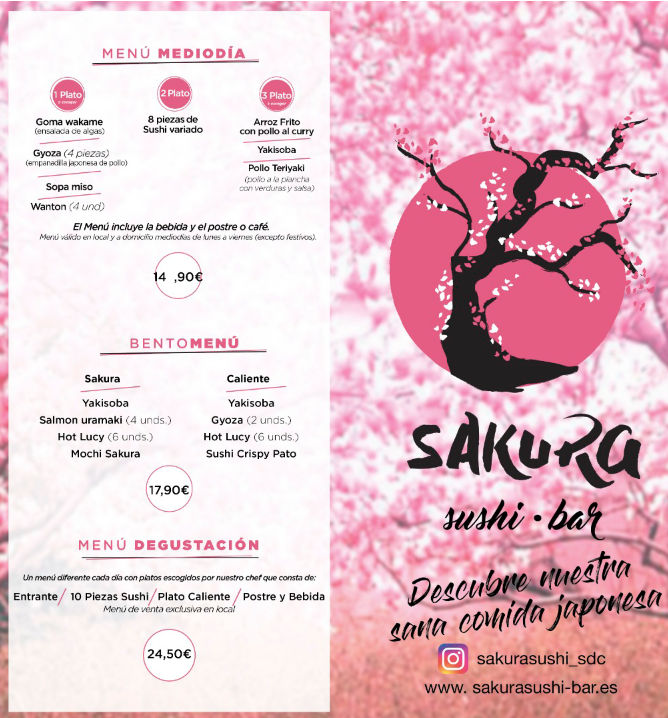 MENÚ MEDIODÍA
1 Plato
a escoger
Goma wakame
(ensalada de algas)
Gyoza (4 piezas)
(empanadilla japonesa de pollo)
Sopa miso
Wanton (4 und)
2 Plato
8 piezas de
Sushi variado
3 Plato
a escoger
Arroz Frito
con pollo al curry
Yakisoba
Pollo Teriyaki
(pollo a la plancha
con verduras y salsa)
El Menú incluye la bebida y el postre o café.
Menú válido en local y a domicilio mediodías de lunes a viernes (excepto festivos).
14 ,90€
BENTOMENÚ
Sakura
Yakisoba
Salmon uramaki (4 unds.)
Hot Lucy (6 unds.)
Mochi Sakura
Caliente
Yakisoba
Gyoza (2 unds.)
Hot Lucy (6 unds.)
Sushi Crispy Pato
17,90€
MENÚ DEGUSTACIÓN
Un menú diferente cada día con platos escogidos por nuestro chef que consta de:
Entrante / 10 Piezas Sushi / Plato Caliente / Postre y Bebida
Menú de venta exclusiva en local
24,50€
SAKURA
sushi · bar
Descubre nuestra
sana comida japonesa
sakurasushi_sdc
www. sakurasushi-bar.es